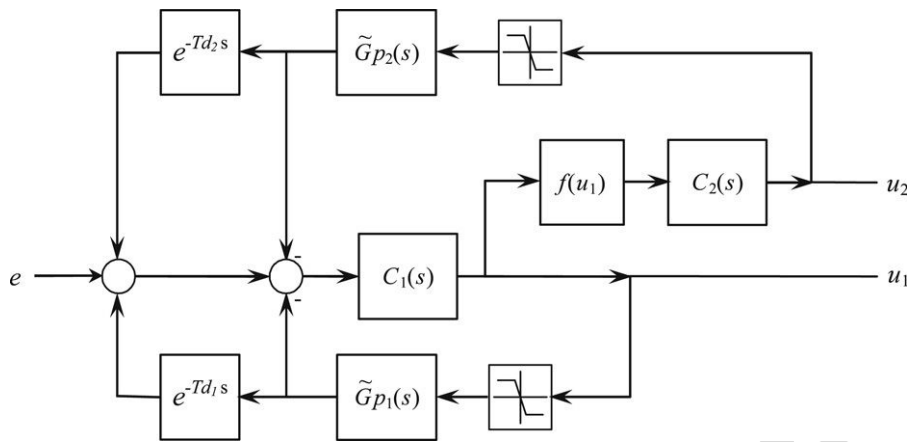 e^{-Td_2 s}
G̃p_2(s)
f(u_1)
C_2(s)
u_2
-
e
C_1(s)
u_1
-
e^{-Td_1 s}
G̃p_1(s)